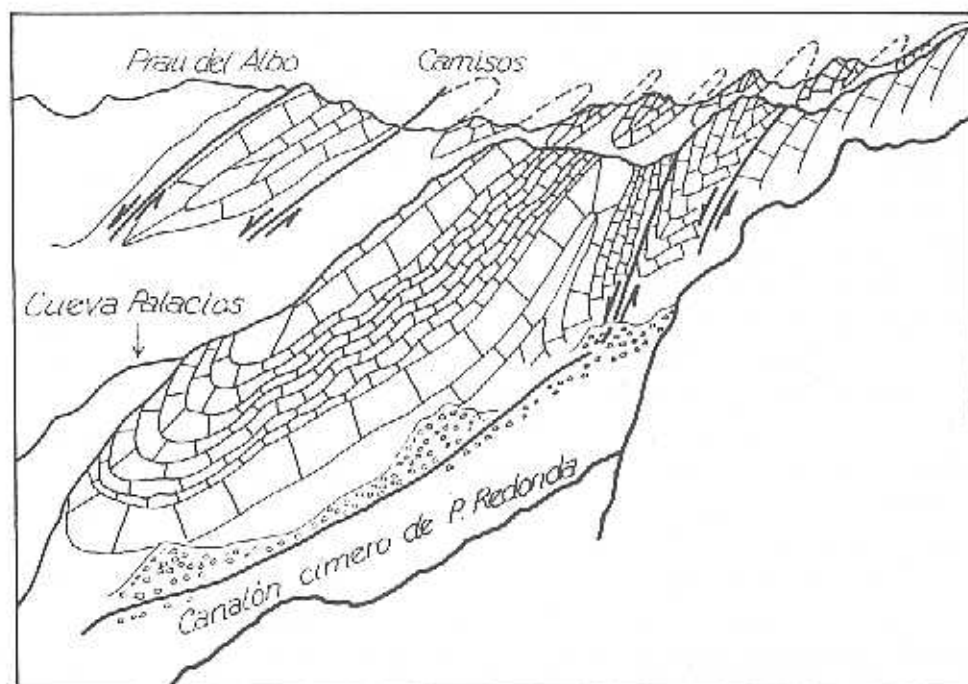 Prau del Albo
Camisos
Cueva Palacios
Canalón cimero de P. Redonda